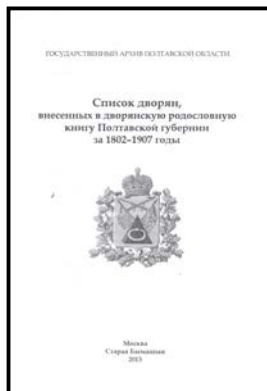 ГОСУДАРСТВЕННЫЙ АРХИВ ПОЛТАВСКОЙ ОБЛАСТИ
Список дворян,
внесенных в дворянскую родословную
книгу Полтавской губернии
за 1802–1907 годы
Москва
Старая Басманная
2013